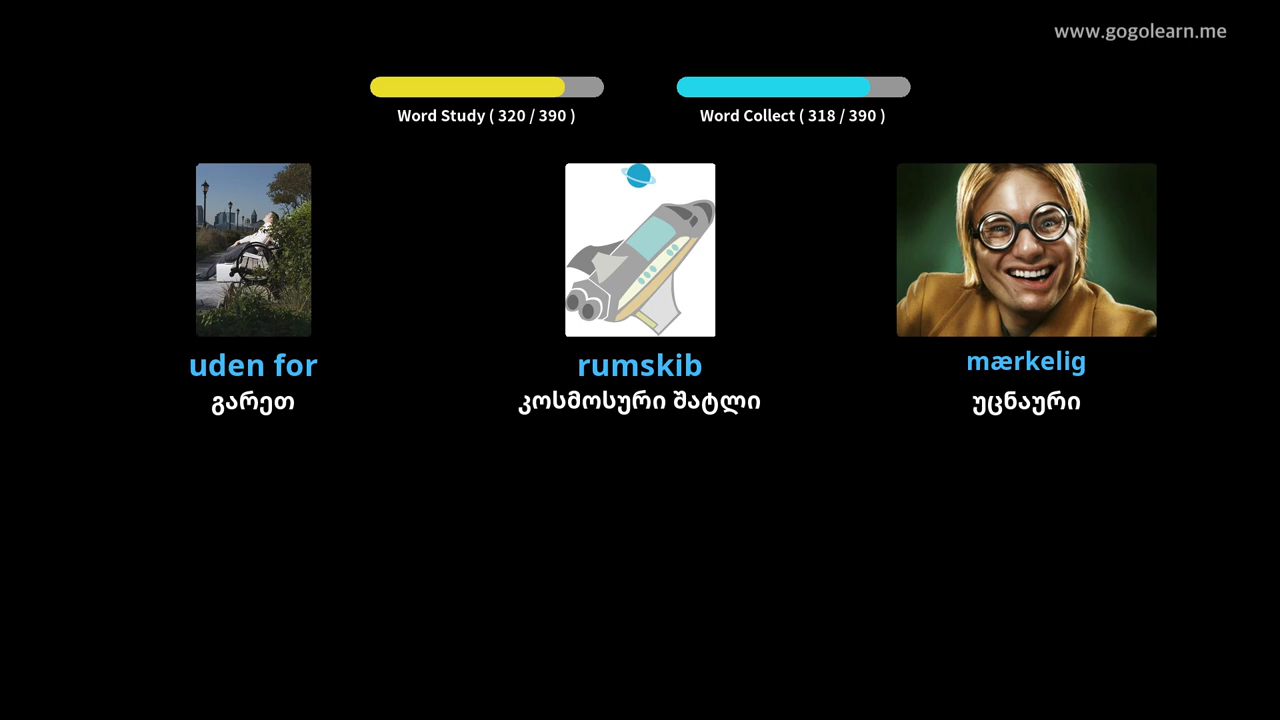 www.gogolearn.me
Word Study ( 320 / 390 )
Word Collect ( 318 / 390 )
uden for
rumskib
mærkelig
გარეთ
კოსმოსური შატლი
უცნაური